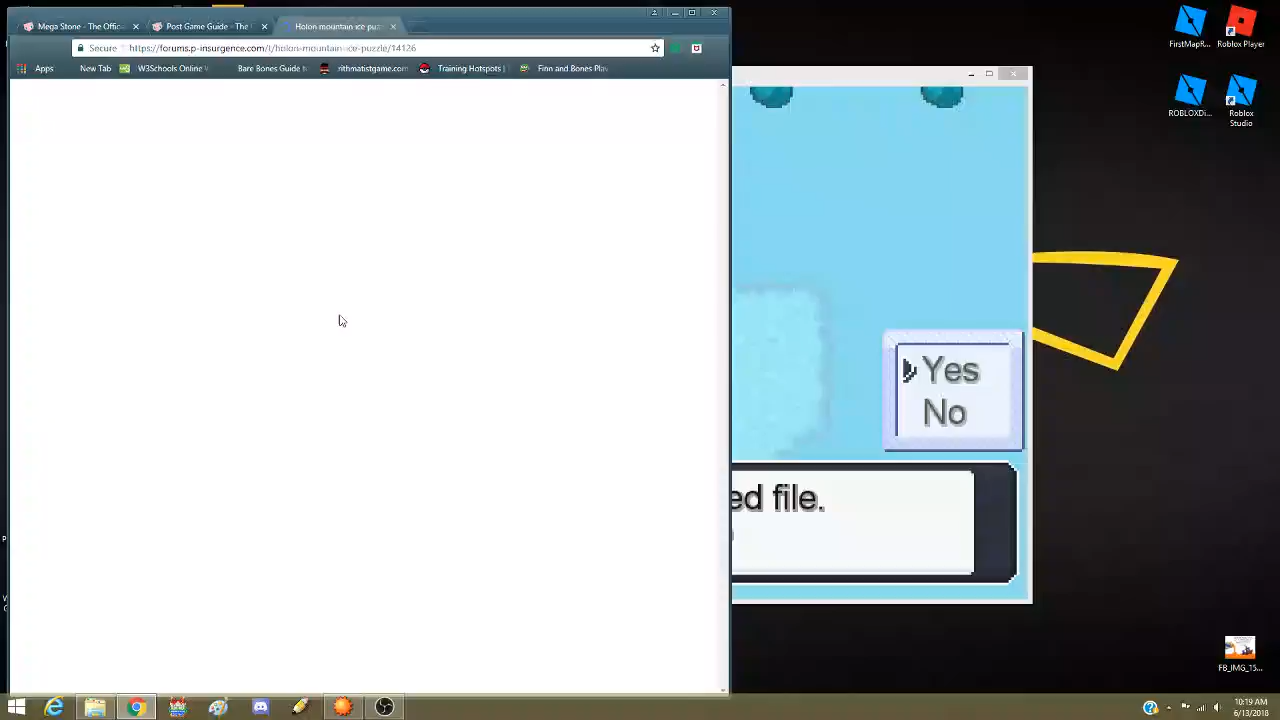 Mega Stone - The Offic
Post Game Guide - The
Holon mountain ice puz
Secure
https://forums.p-insurgence.com/t/holon-mountain-ice-puzzle/14126
Apps
New Tab
W3Schools Online
Bare Bones Guide
rithmatistgame.com
Training Hotspots |
Finn and Bones Play
FirstMapP...
Roblox Player
ROBLOXDi...
Roblox
Studio
Yes
No
ed file.
FB_IMG_15...
10:19 AM
6/13/2018